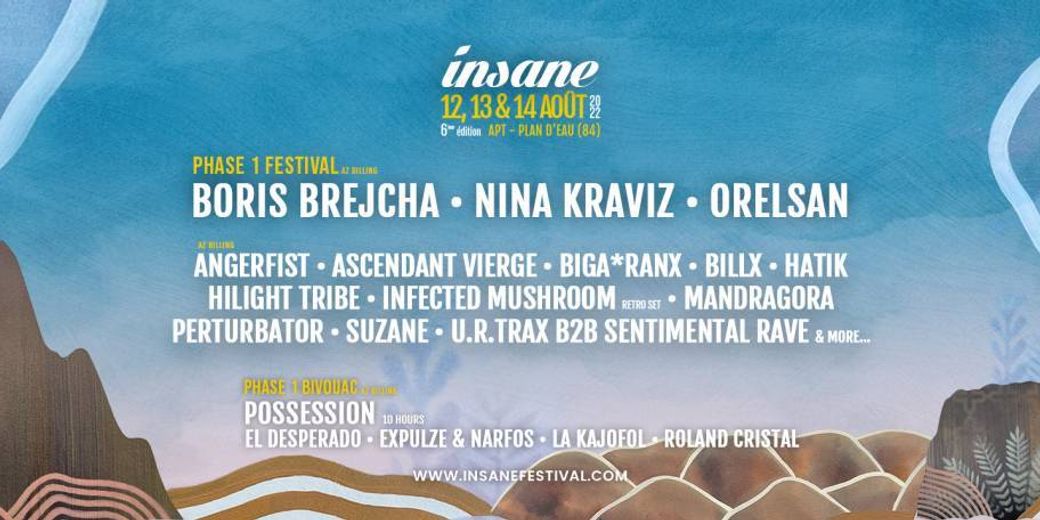 insane
12, 13 & 14 AOÛT 2022
6ème édition APT - PLAN D'EAU (84)
PHASE 1 FESTIVAL AZ BILLING
BORIS BREJCHA • NINA KRAVIZ • ORELSAN
AZ BILLING
ANGERFIST • ASCENDANT VIERGE • BIGA*RANX • BILLX • HATIK
HILIGHT TRIBE • INFECTED MUSHROOM RETRO SET • MANDRAGORA
PERTURBATOR • SUZANE • U.R.TRAX B2B SENTIMENTAL RAVE & MORE...
PHASE 1 BIVOUAC AZ BILLING
POSSESSION 10 HOURS
EL DESPERADO • EXPULZE & NARFOS • LA KAJOFOL • ROLAND CRISTAL
WWW.INSANEFESTIVAL.COM